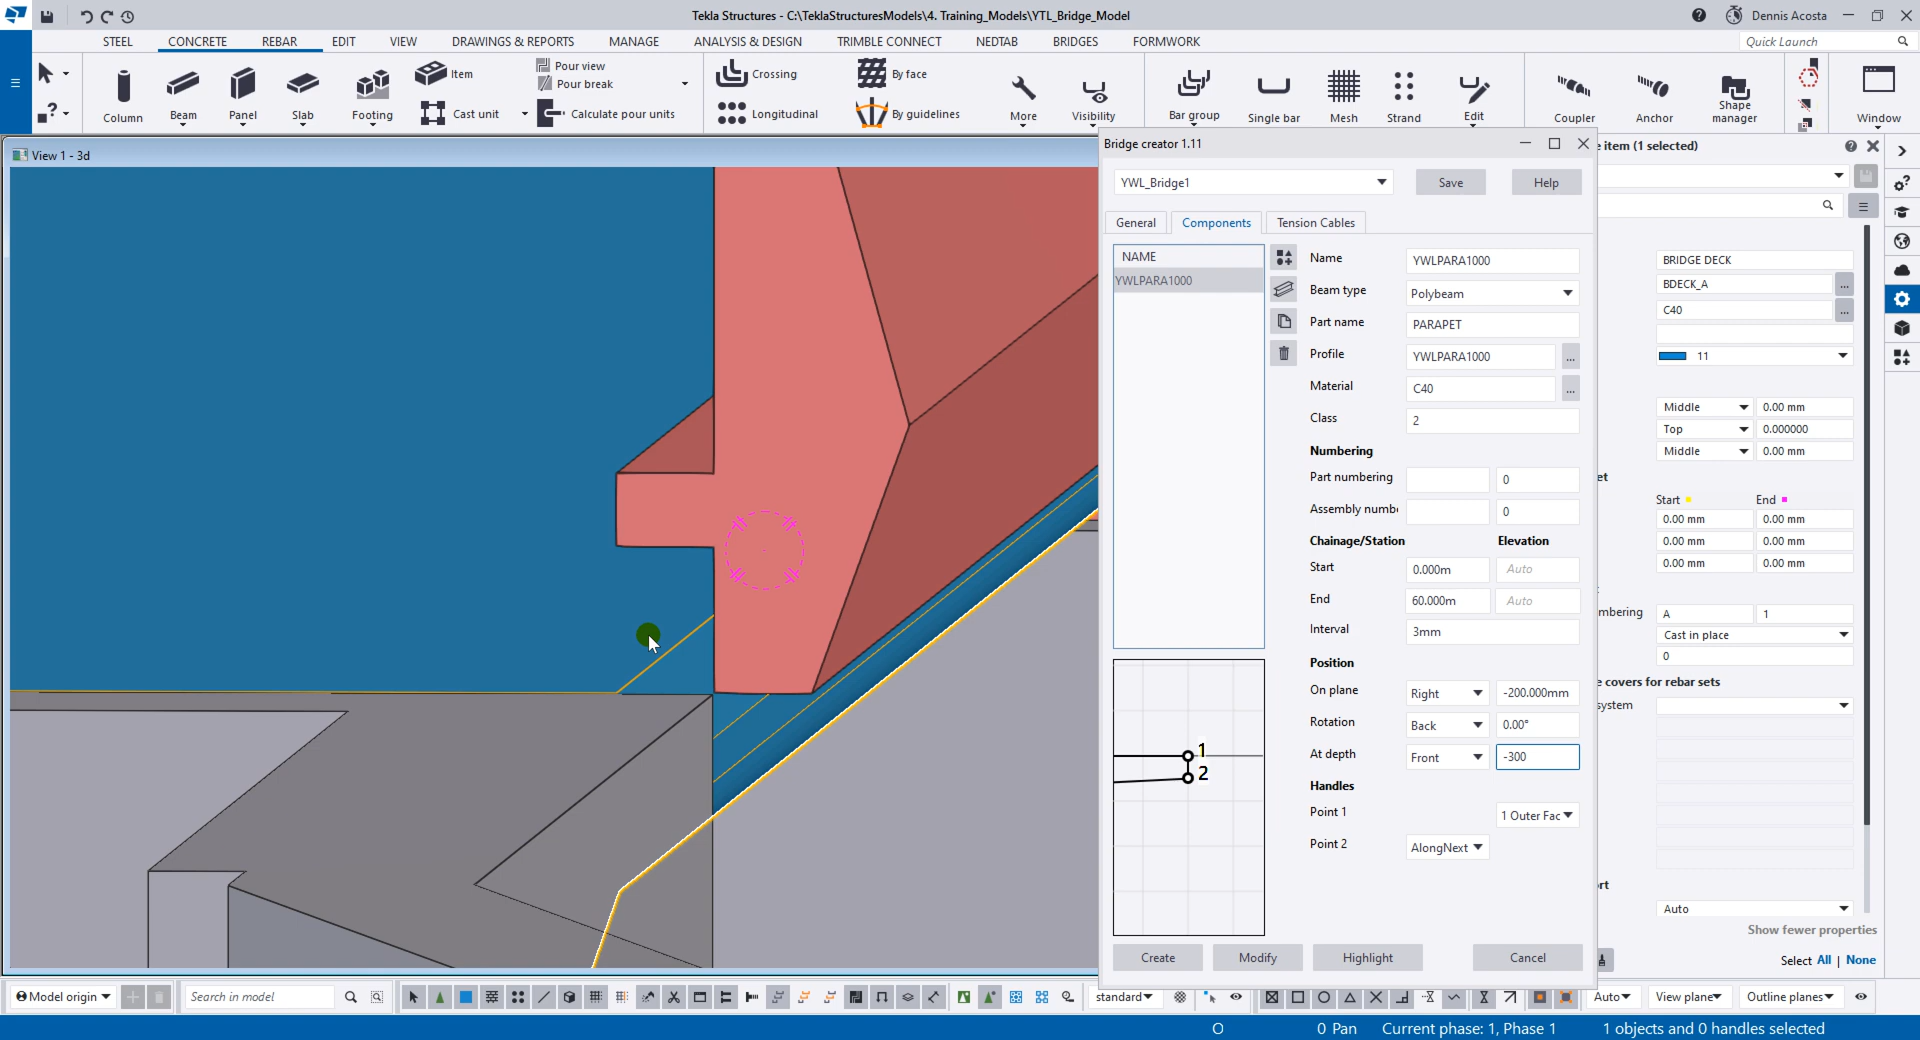 Tekla Structures - C:\TeklaStructuresModels\4. Training_Models\YTL_Bridge_Model
Dennis Acosta
STEEL CONCRETE REBAR EDIT VIEW DRAWINGS & REPORTS MANAGE ANALYSIS & DESIGN TRIMBLE CONNECT NEDTAB BRIDGES FORMWORK
Quick Launch
Column Beam Panel Slab Footing
Item
Cast unit
Pour view
Pour break
Calculate pour units
Crossing
Longitudinal
By face
By guidelines
More Visibility
Bar group Single bar Mesh Strand Edit
Coupler Anchor Shape manager
Window
View 1 - 3d
Bridge creator 1.11
YWL_Bridge1
Save Help
General Components Tension Cables
NAME
YWLPARA1000
Name YWLPARA1000
Beam type Polybeam
Part name PARAPET
Profile YWLPARA1000 ...
Material C40 ...
Class 2
Numbering
Part numbering 0
Assembly numb 0
Chainage/Station Elevation
Start 0.000m Auto
End 60.000m Auto
Interval 3mm
Position
On plane Right -200.000mm
Rotation Back 0.00°
At depth Front -300
Handles
Point 1 1 Outer Fac
Point 2 AlongNext
1
2
Create Modify Highlight Cancel
e item (1 selected)
BRIDGE DECK
BDECK_A ...
C40 ...
11
Middle 0.00 mm
Top 0.000000
Middle 0.00 mm
et
Start End
0.00 mm 0.00 mm
0.00 mm 0.00 mm
0.00 mm 0.00 mm
mbering A 1
Cast in place
0
e covers for rebar sets
system
rt
Auto
Show fewer properties
Select All | None
Model origin
Search in model
standard
Auto View plane Outline planes
O 0 Pan Current phase: 1, Phase 1 1 objects and 0 handles selected